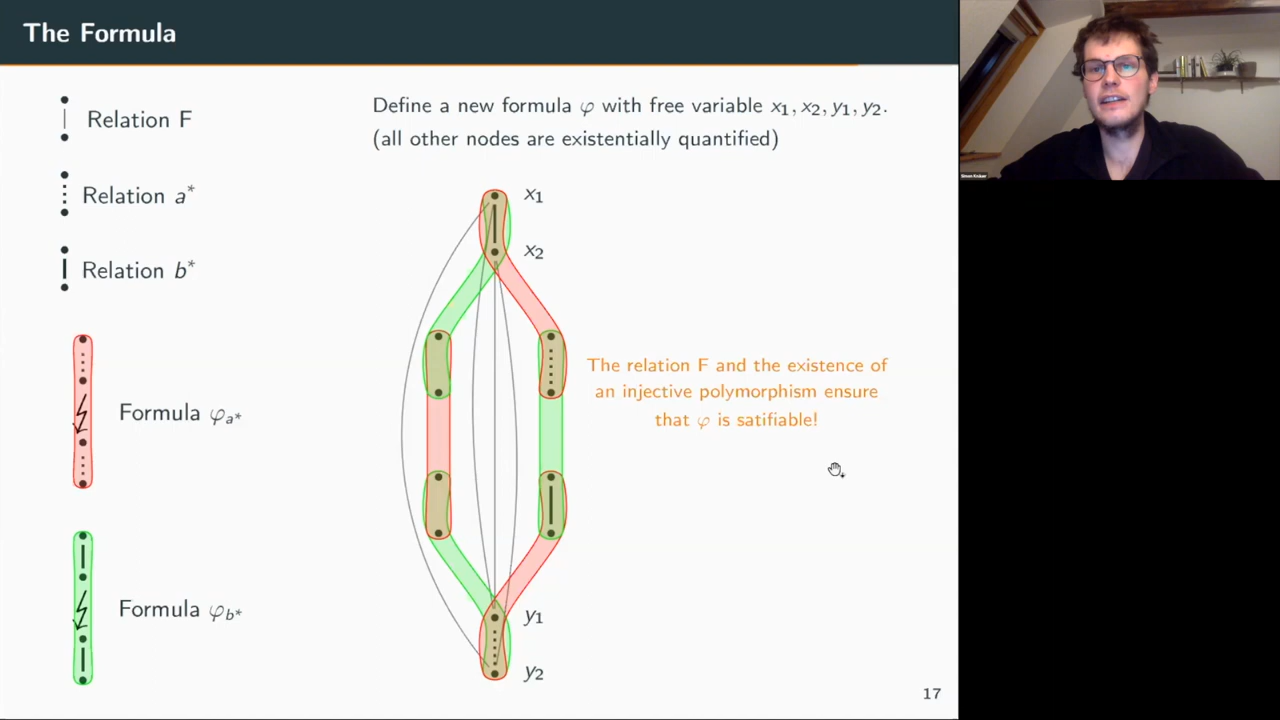 The Formula
Relation F
Relation a*
Relation b*
Formula φa*
Formula φb*
Define a new formula φ with free variable x1, x2, y1, y2.
(all other nodes are existentially quantified)
x1
x2
The relation F and the existence of
an injective polymorphism ensure
that φ is satifiable!
y1
y2
17